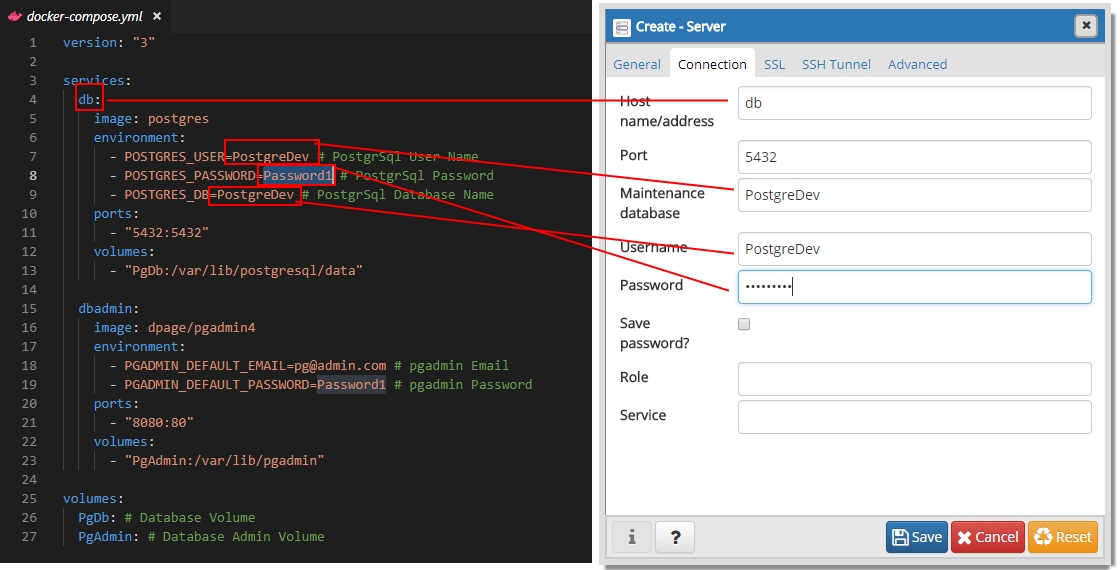 docker-compose.yml ×
1 version: "3"
2
3 services:
4   db:
5     image: postgres
6     environment:
7       - POSTGRES_USER=PostgreDev # PostgrSql User Name
8       - POSTGRES_PASSWORD=Password1 # PostgrSql Password
9       - POSTGRES_DB=PostgreDev # PostgrSql Database Name
10     ports:
11       - "5432:5432"
12     volumes:
13       - "PgDb:/var/lib/postgresql/data"
14
15   dbadmin:
16     image: dpage/pgadmin4
17     environment:
18       - PGADMIN_DEFAULT_EMAIL=pg@admin.com # pgadmin Email
19       - PGADMIN_DEFAULT_PASSWORD=Password1 # pgadmin Password
20     ports:
21       - "8080:80"
22     volumes:
23       - "PgAdmin:/var/lib/pgadmin"
24
25 volumes:
26   PgDb: # Database Volume
27   PgAdmin: # Database Admin Volume
Create - Server
General Connection SSL SSH Tunnel Advanced
Host
name/address
db
Port
5432
Maintenance
database
PostgreDev
Username
PostgreDev
Password
•••••••••
Save
password?
Role
Service
i ? Save Cancel Reset